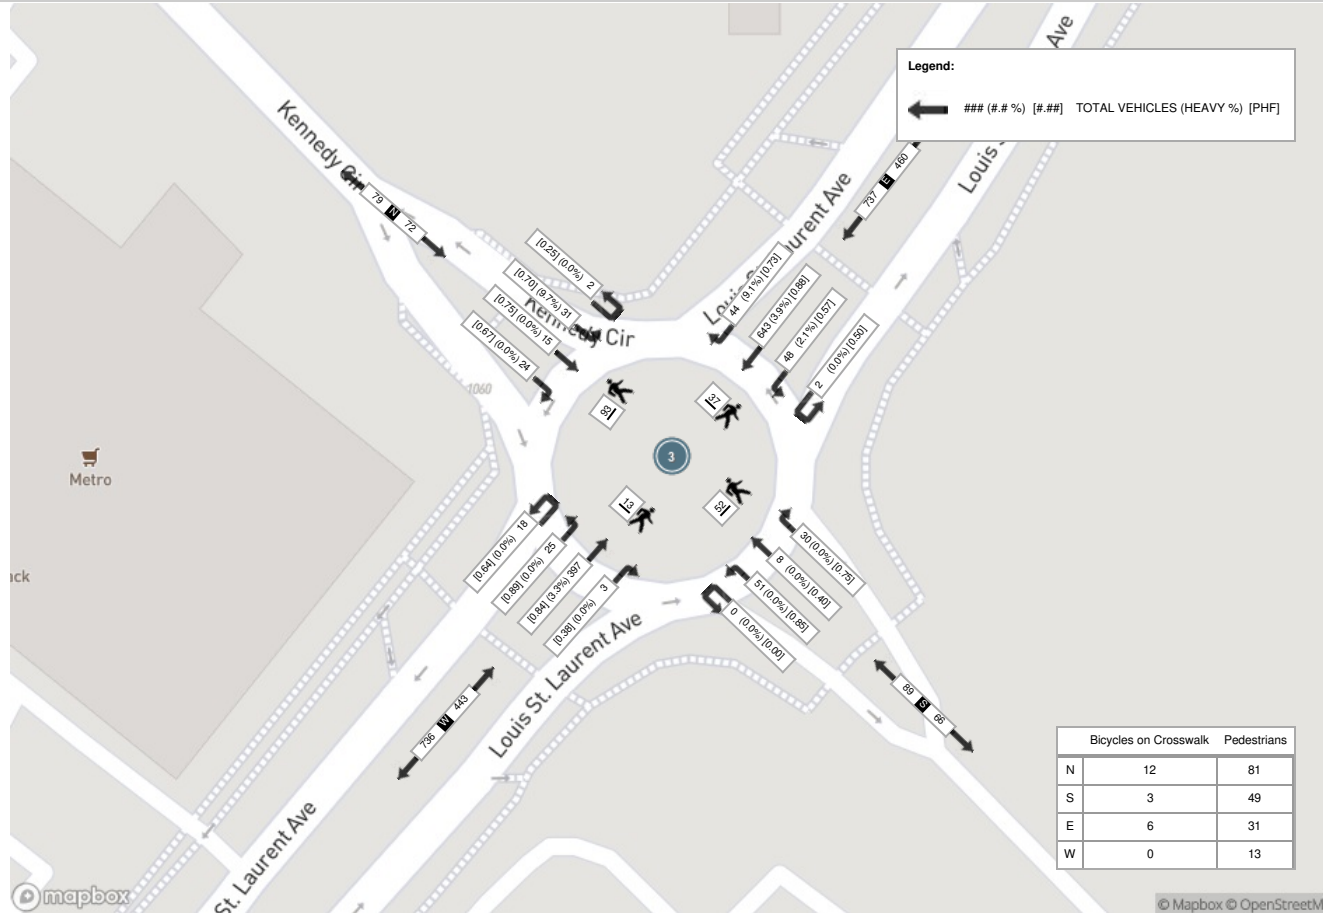 Ave
Legend:
### (#.# %) [#.##] TOTAL VEHICLES (HEAVY %) [PHF]
Kennedy Cir
Louis
79 N 72
737 E 460
Louis St. Laurent Ave
[0.25] (0.0%) 2
[0.70] (9.7%) 31
[0.75] (0.0%) 15
[0.67] (0.0%) 24
Kennedy Cir
44 (9.1%) [0.73]
643 (3.9%) [0.88]
48 (2.1%) [0.57]
2 (0.0%) [0.50]
1060
93
37
3
13
52
Metro
ack
[0.64] (0.0%) 18
[0.89] (0.0%) 25
[0.84] (3.3%) 397
[0.38] (0.0%) 3
30 (0.0%) [0.75]
8 (0.0%) [0.40]
51 (0.0%) [0.85]
0 (0.0%) [0.00]
Louis St. Laurent Ave
736 W 443
89 S 66
Bicycles on Crosswalk Pedestrians
N 12 81
S 3 49
E 6 31
W 0 13
St. Laurent Ave
mapbox
© Mapbox © OpenStreetM